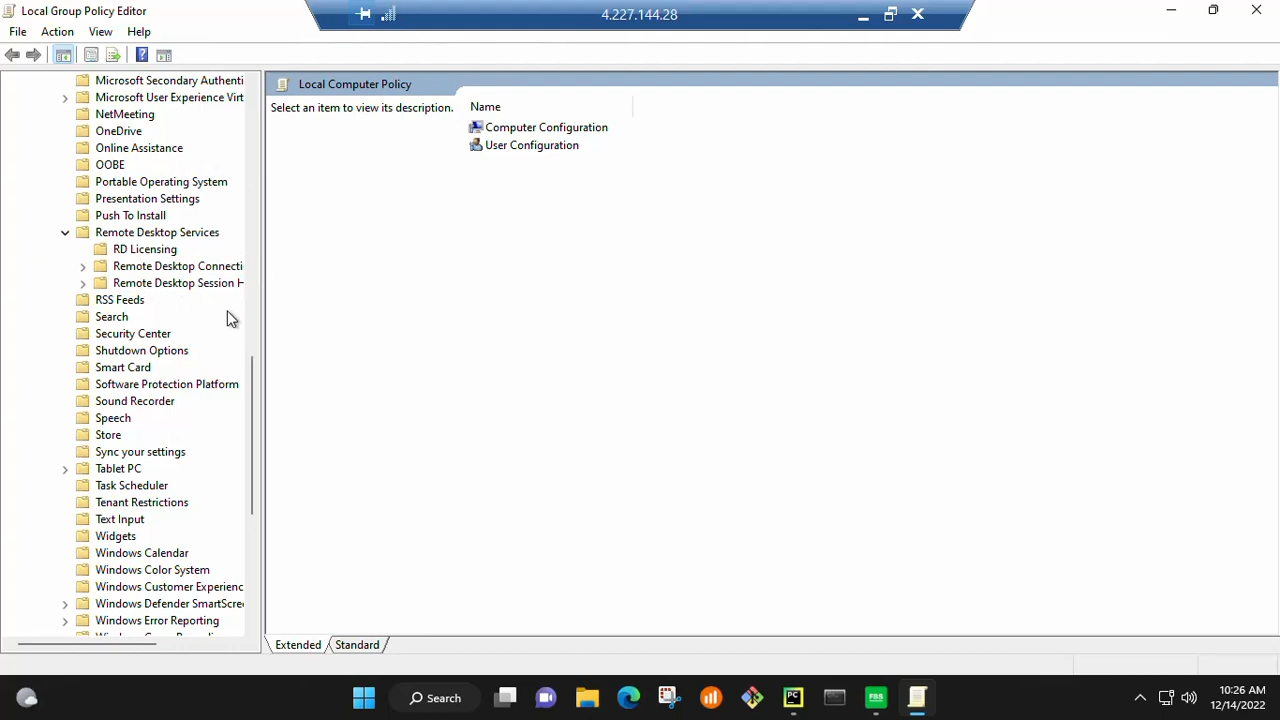 Local Group Policy Editor
4.227.144.28
File Action View Help
Local Computer Policy
Select an item to view its description.
Name
Computer Configuration
User Configuration
Microsoft Secondary Authenti
Microsoft User Experience Virt
NetMeeting
OneDrive
Online Assistance
OOBE
Portable Operating System
Presentation Settings
Push To Install
Remote Desktop Services
RD Licensing
Remote Desktop Connecti
Remote Desktop Session H
RSS Feeds
Search
Security Center
Shutdown Options
Smart Card
Software Protection Platform
Sound Recorder
Speech
Store
Sync your settings
Tablet PC
Task Scheduler
Tenant Restrictions
Text Input
Widgets
Windows Calendar
Windows Color System
Windows Customer Experienc
Windows Defender SmartScree
Windows Error Reporting
Extended Standard
Search
PC
FBS
10:26 AM
12/14/2022